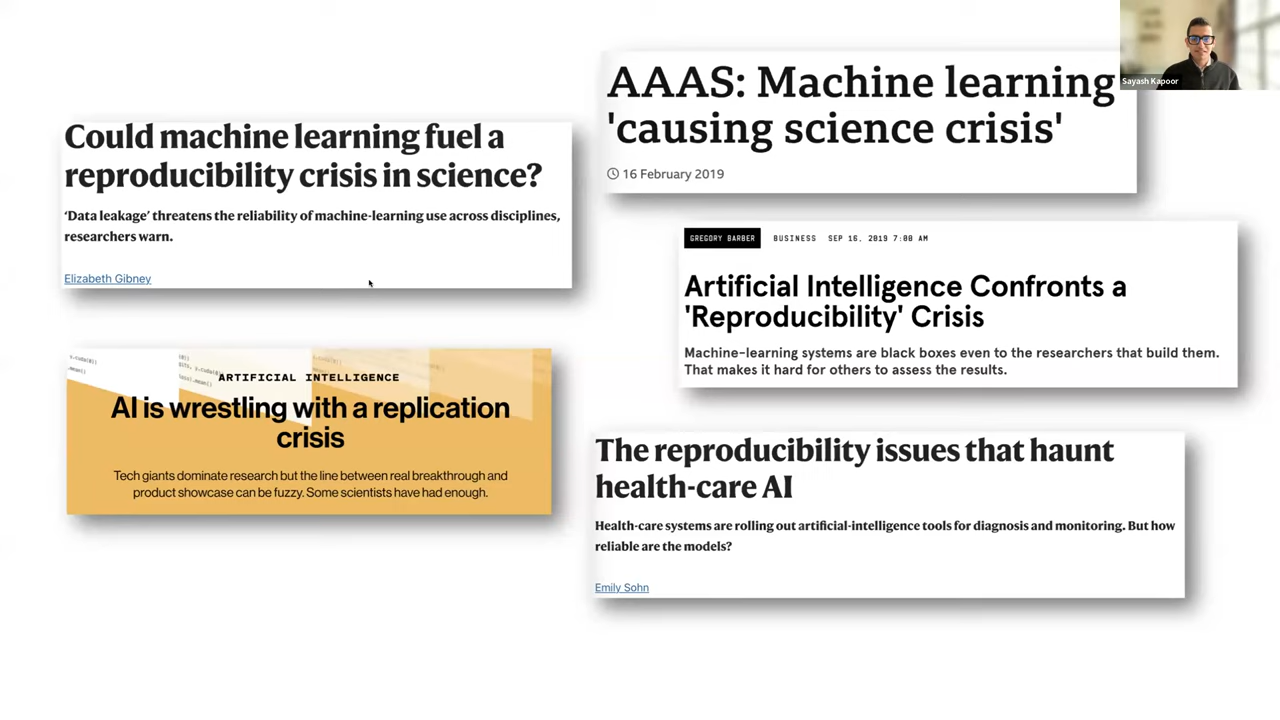 Could machine learning fuel a
reproducibility crisis in science?
‘Data leakage’ threatens the reliability of machine-learning use across disciplines,
researchers warn.
Elizabeth Gibney
AAAS: Machine learning
'causing science crisis'
16 February 2019
Sayash Kapoor
GREGORY BARBER BUSINESS SEP 16, 2019 7:00 AM
Artificial Intelligence Confronts a
'Reproducibility' Crisis
Machine-learning systems are black boxes even to the researchers that build them.
That makes it hard for others to assess the results.
ARTIFICIAL INTELLIGENCE
AI is wrestling with a replication
crisis
Tech giants dominate research but the line between real breakthrough and
product showcase can be fuzzy. Some scientists have had enough.
The reproducibility issues that haunt
health-care AI
Health-care systems are rolling out artificial-intelligence tools for diagnosis and monitoring. But how
reliable are the models?
Emily Sohn